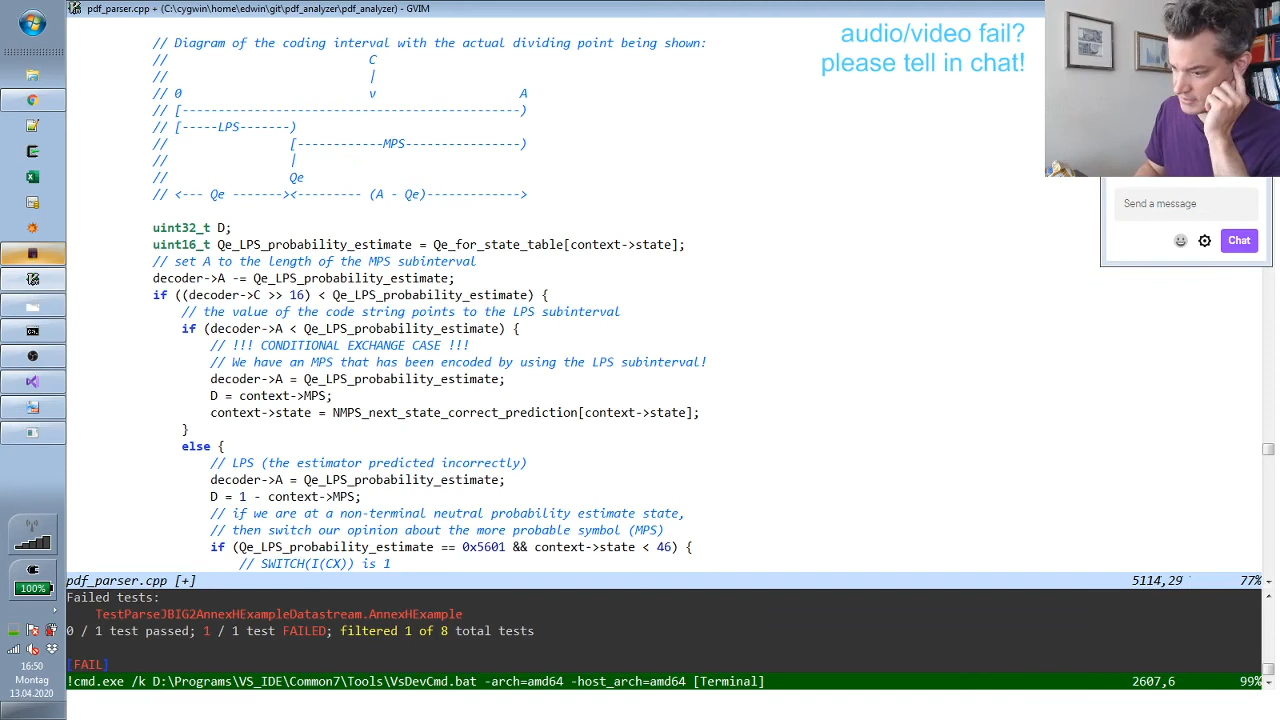 pdf_parser.cpp + (C:\cygwin\home\edwin\git\pdf_analyzer\pdf_analyzer) - GVIM
audio/video fail?
please tell in chat!
// Diagram of the coding interval with the actual dividing point being shown:
// C
// |
// 0 v A
// [-----------------------------------------------)
// [-----LPS-------)
// [------------MPS----------------)
// |
// Qe
// <--- Qe -------><--------- (A - Qe)------------->
uint32_t D;
uint16_t Qe_LPS_probability_estimate = Qe_for_state_table[context->state];
// set A to the length of the MPS subinterval
decoder->A -= Qe_LPS_probability_estimate;
if ((decoder->C >> 16) < Qe_LPS_probability_estimate) {
// the value of the code string points to the LPS subinterval
if (decoder->A < Qe_LPS_probability_estimate) {
// !!! CONDITIONAL EXCHANGE CASE !!!
// We have an MPS that has been encoded by using the LPS subinterval!
decoder->A = Qe_LPS_probability_estimate;
D = context->MPS;
context->state = NMPS_next_state_correct_prediction[context->state];
}
else {
// LPS (the estimator predicted incorrectly)
decoder->A = Qe_LPS_probability_estimate;
D = 1 - context->MPS;
// if we are at a non-terminal neutral probability estimate state,
// then switch our opinion about the more probable symbol (MPS)
if (Qe_LPS_probability_estimate == 0x5601 && context->state < 46) {
// SWITCH(I(CX)) is 1
pdf_parser.cpp [+] 5114,29 77%
Failed tests:
TestParseJBIG2AnnexHExampleDatastream.AnnexHExample
0 / 1 test passed; 1 / 1 test FAILED; filtered 1 of 8 total tests
[FAIL]
!cmd.exe /k D:\Programs\VS_IDE\Common7\Tools\VsDevCmd.bat -arch=amd64 -host_arch=amd64 [Terminal] 2607,6 99%
Send a message
Chat
100%
16:50
Montag
13.04.2020